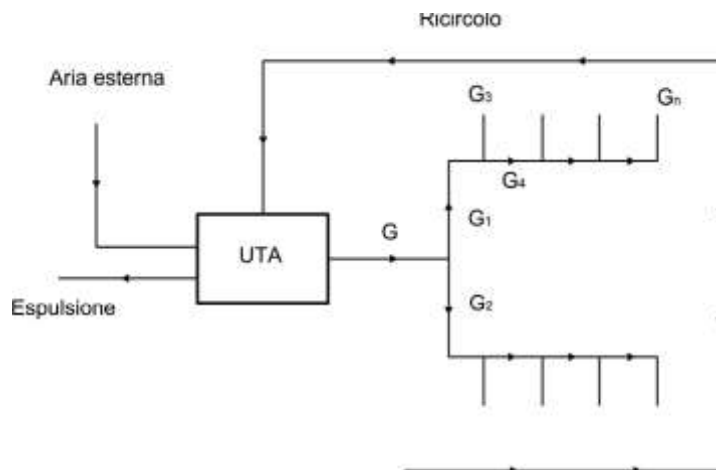 Ricircolo
Aria esterna
G3
Gn
G4
UTA
G
G1
G2
Espulsione